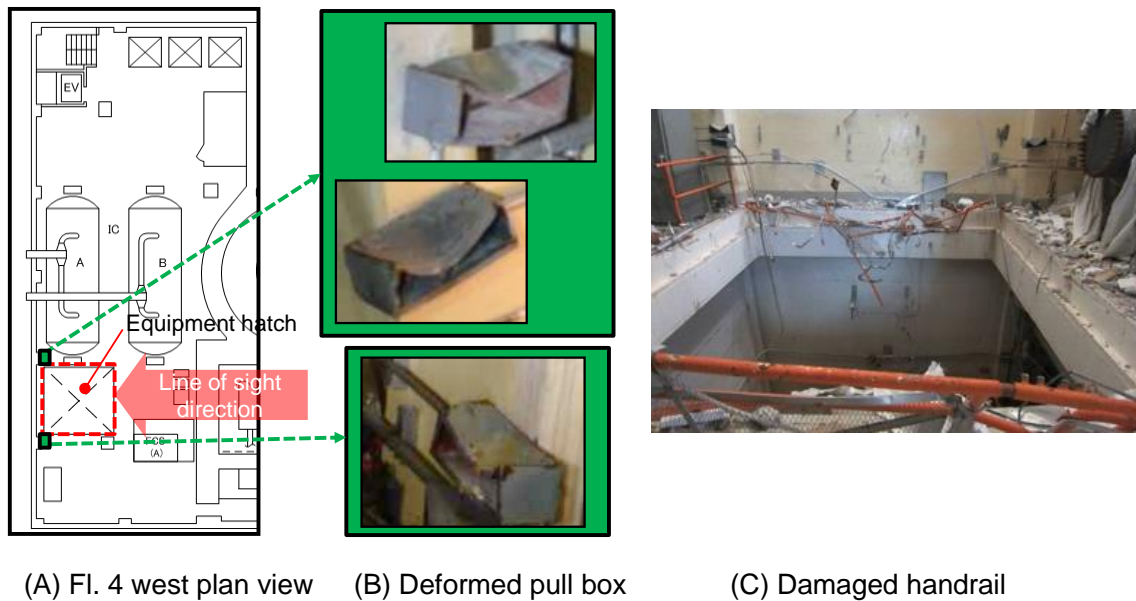 EV
IC
A
B
Equipment hatch
Line of sight
direction
FCS
(A)
(A) Fl. 4 west plan view
(B) Deformed pull box
(C) Damaged handrail